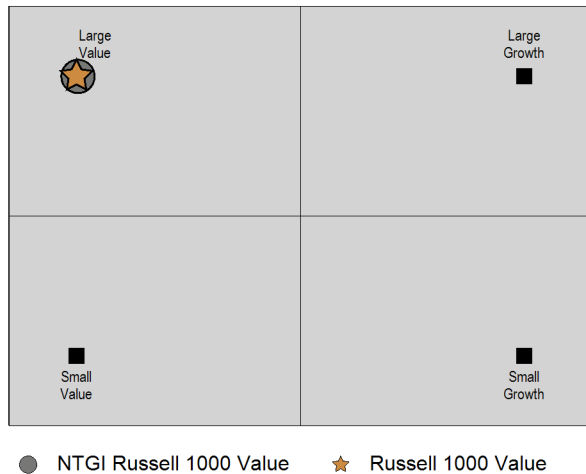 Large
Value
Large
Growth
Small
Value
Small
Growth
NTGI Russell 1000 Value
Russell 1000 Value